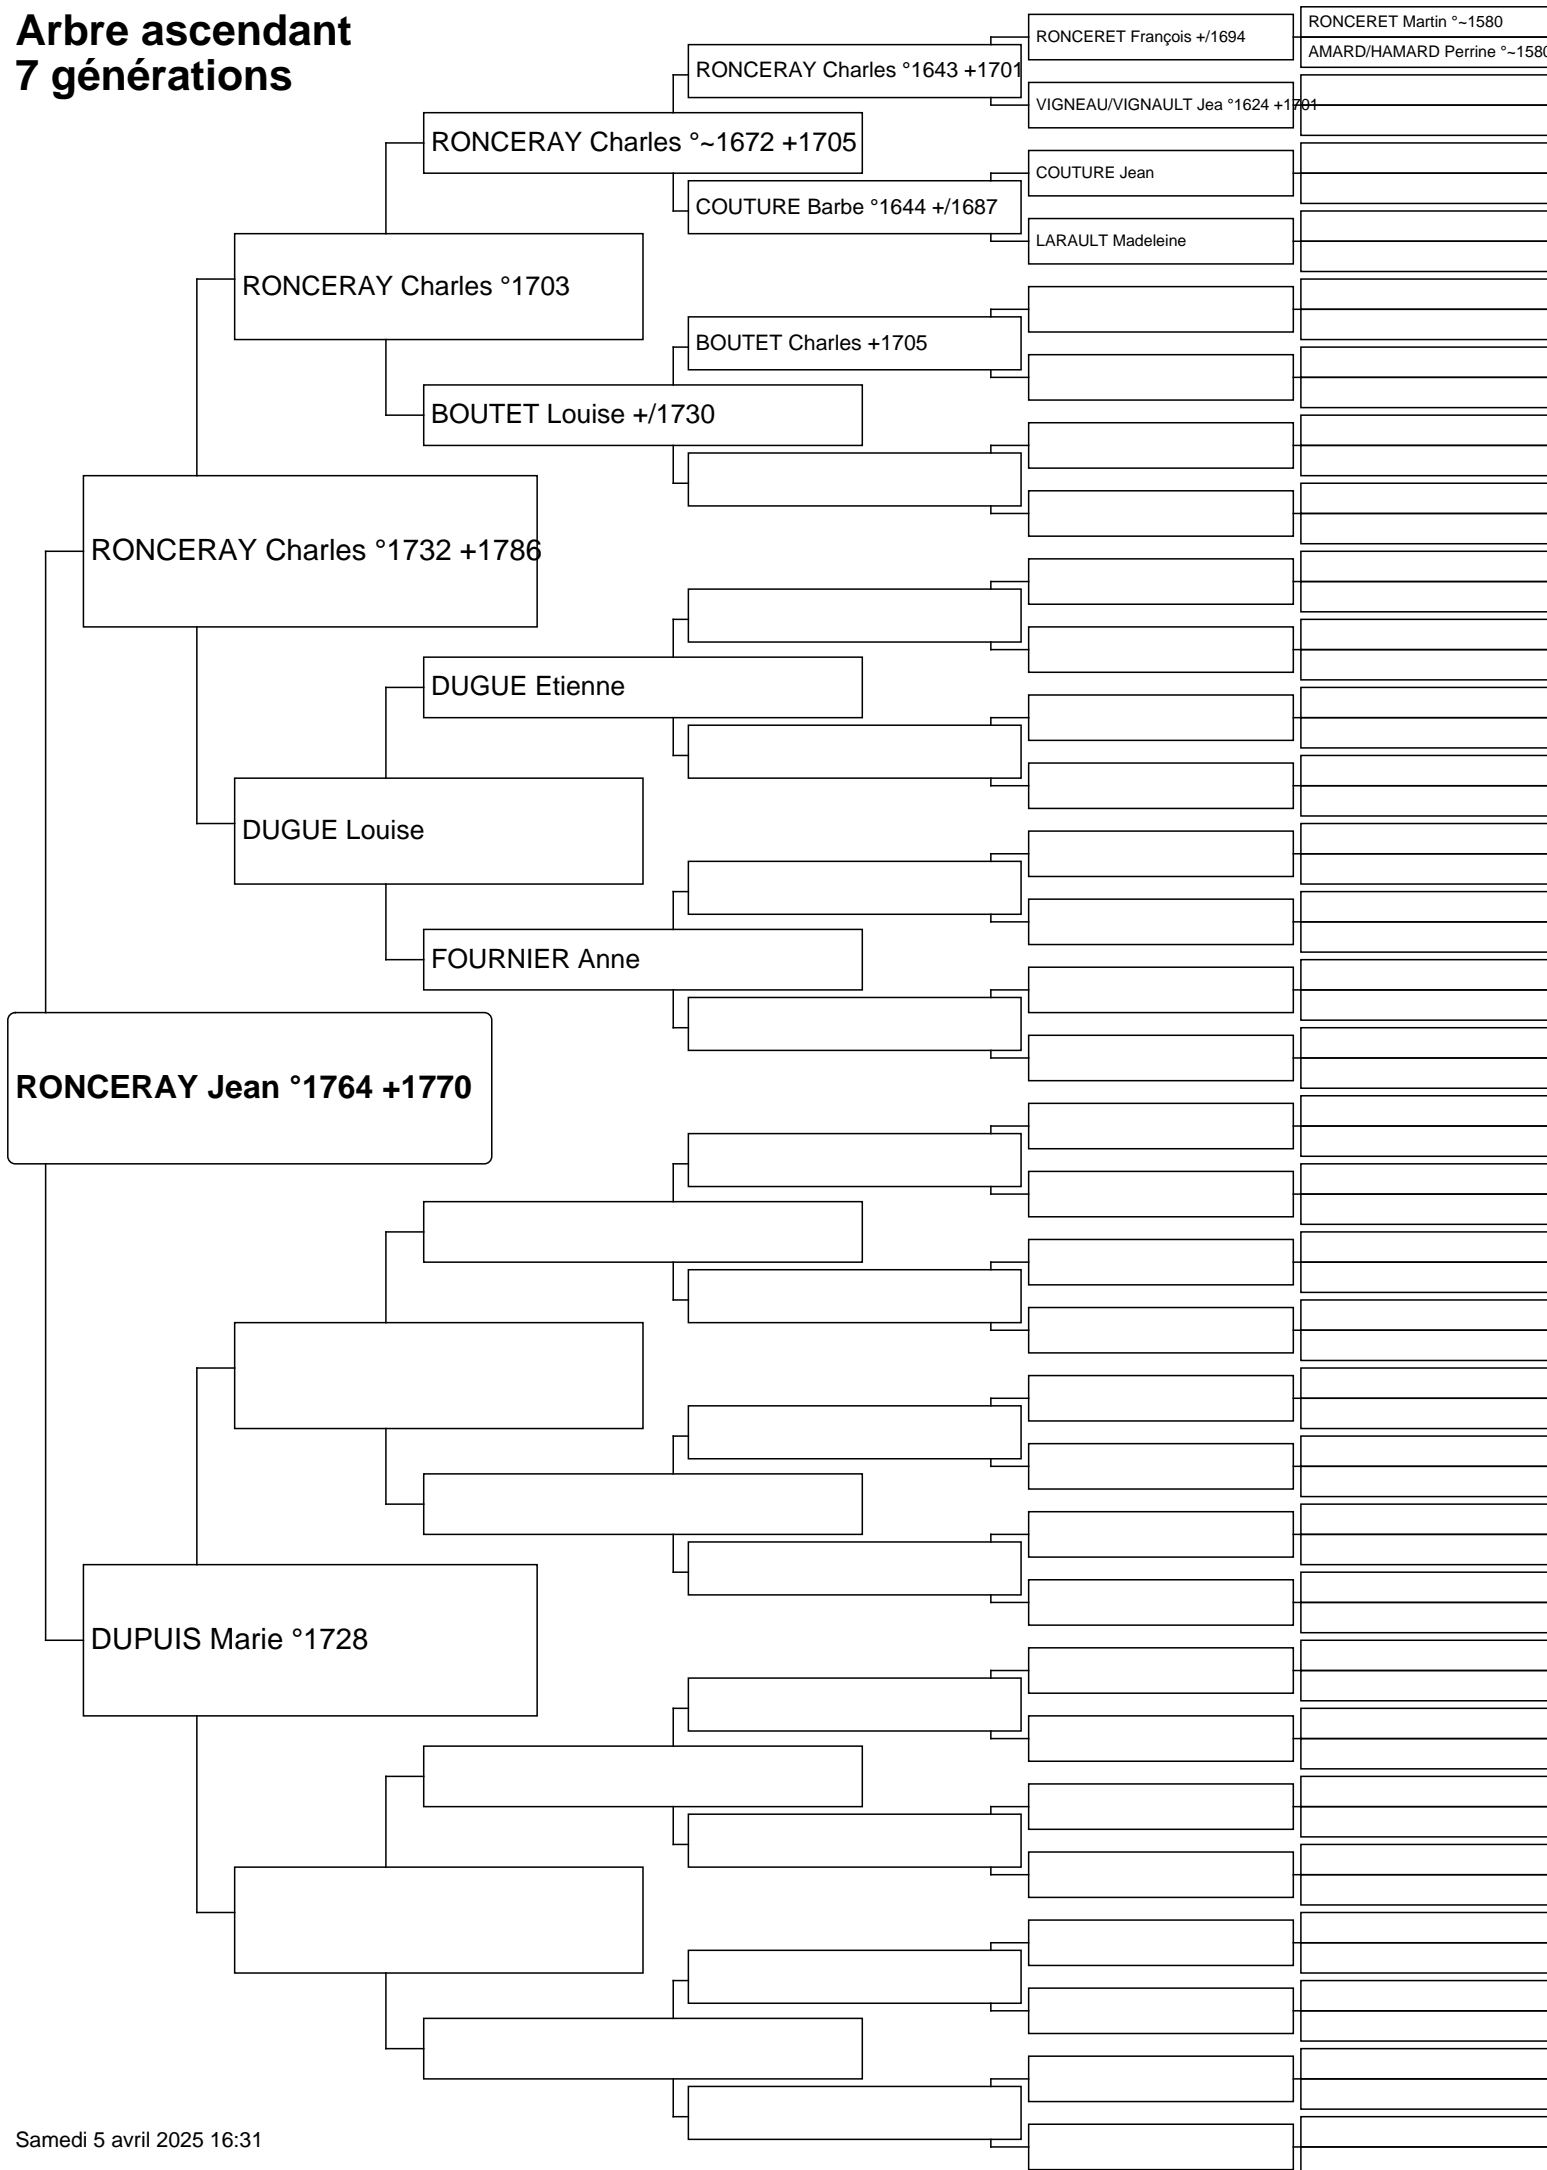 Arbre ascendant
7 générations
RONCERET François +/1694
RONCERET Martin °~1580
AMARD/HAMARD Perrine °~1580
RONCERAY Charles °1643 +1701
VIGNEAU/VIGNAULT Jea °1624 +1701
RONCERAY Charles °~1672 +1705
COUTURE Jean
COUTURE Barbe °1644 +/1687
LARAULT Madeleine
RONCERAY Charles °1703
BOUTET Charles +1705
BOUTET Louise +/1730
RONCERAY Charles °1732 +1786
DUGUE Etienne
DUGUE Louise
FOURNIER Anne
RONCERAY Jean °1764 +1770
DUPUIS Marie °1728
Samedi 5 avril 2025 16:31